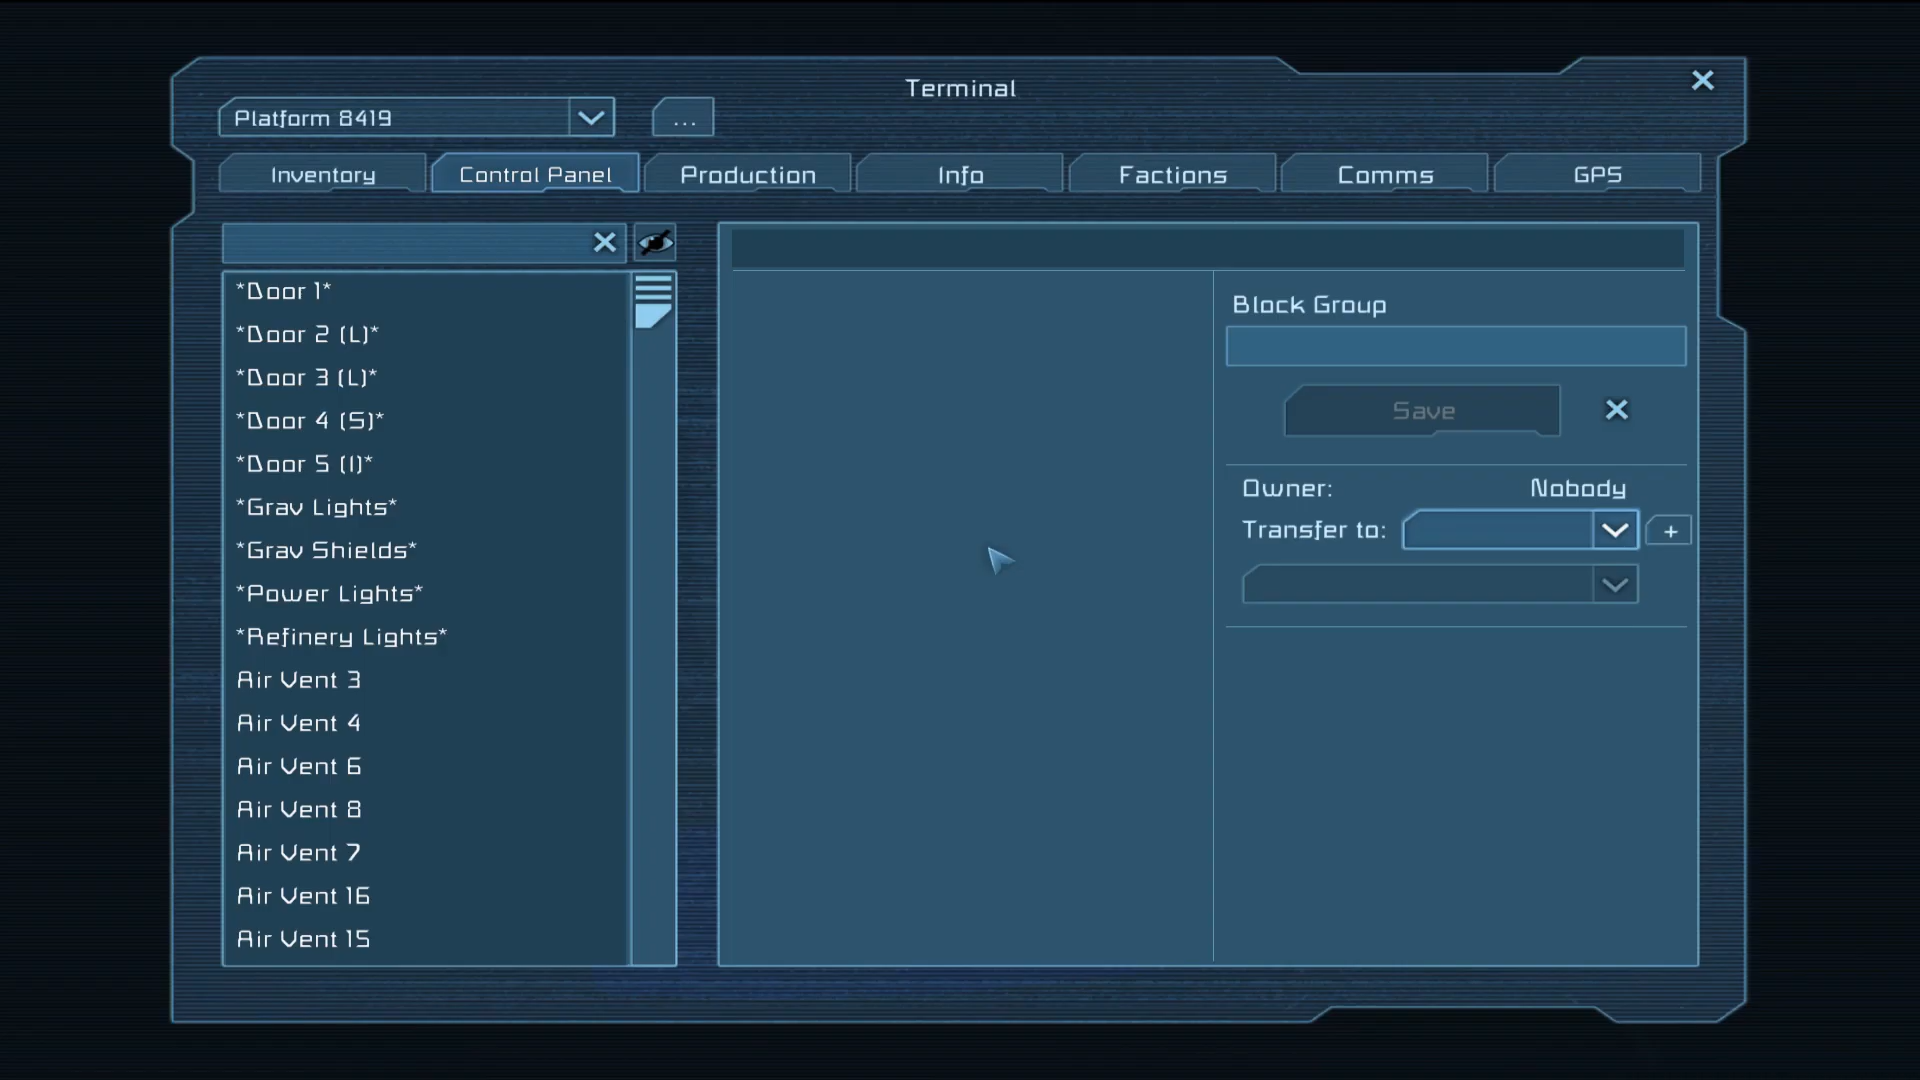 Terminal
Platform 8419
...
Inventory
Control Panel
Production
Info
Factions
Comms
GPS
*Door 1*
*Door 2 (L)*
*Door 3 (L)*
*Door 4 (S)*
*Door 5 (I)*
*Grav Lights*
*Grav Shields*
*Power Lights*
*Refinery Lights*
Air Vent 3
Air Vent 4
Air Vent 6
Air Vent 8
Air Vent 7
Air Vent 16
Air Vent 15
Block Group
Save
Owner: Nobody
Transfer to:
+